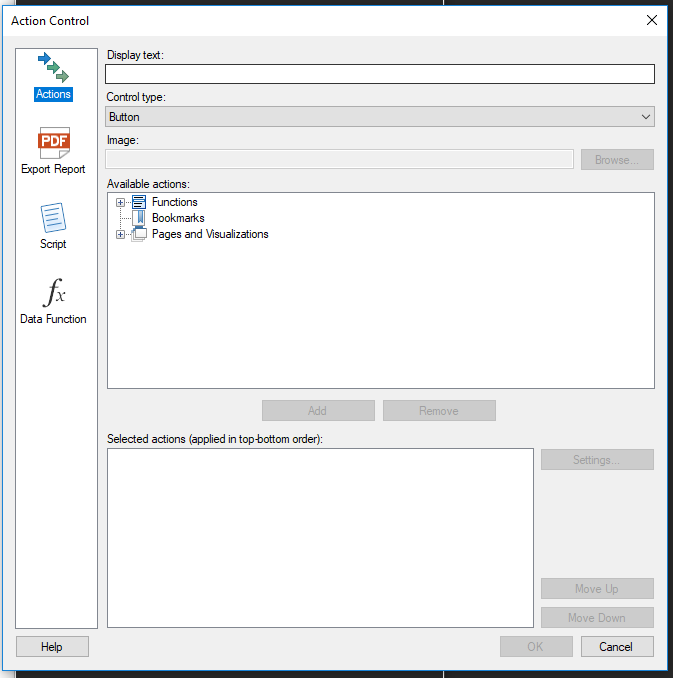 Action Control
Actions
PDF
Export Report
Script
fx
Data Function
Display text:
Control type:
Button
Image:
Browse...
Available actions:
Functions
Bookmarks
Pages and Visualizations
Add
Remove
Selected actions (applied in top-bottom order):
Settings...
Move Up
Move Down
Help
OK
Cancel